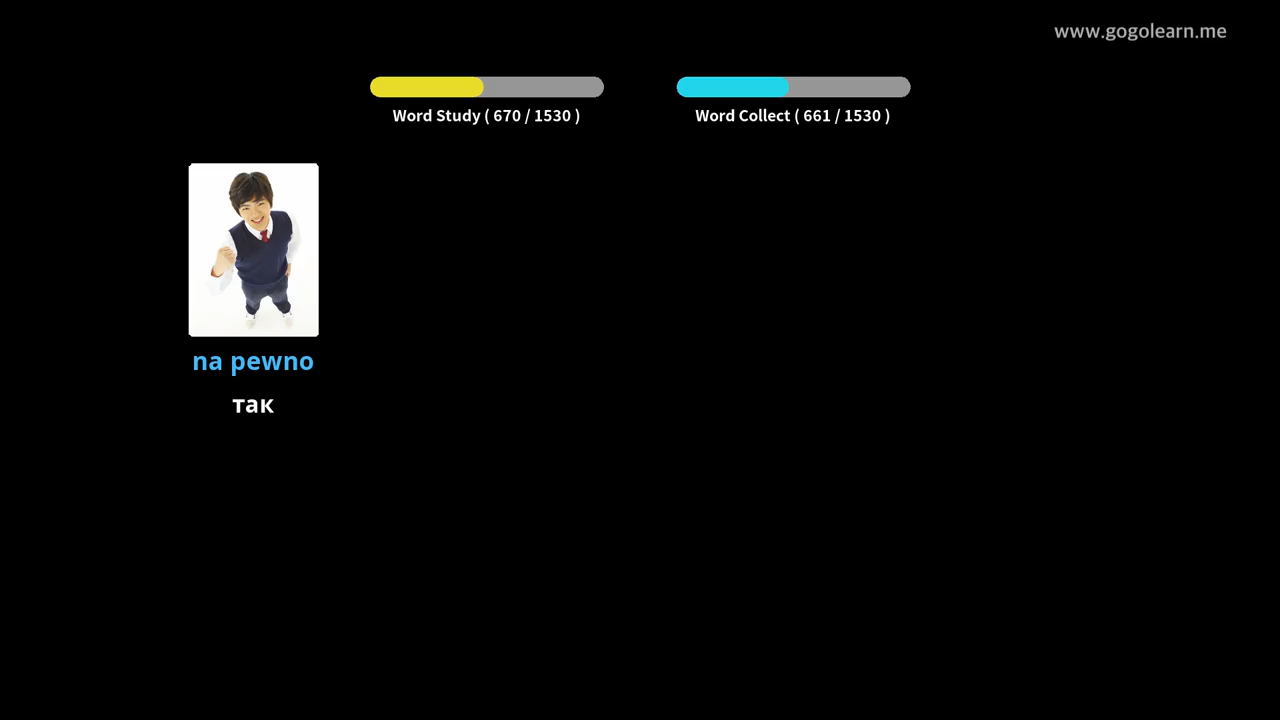 www.gogolearn.me
Word Study ( 670 / 1530 )
Word Collect ( 661 / 1530 )
na pewno
так